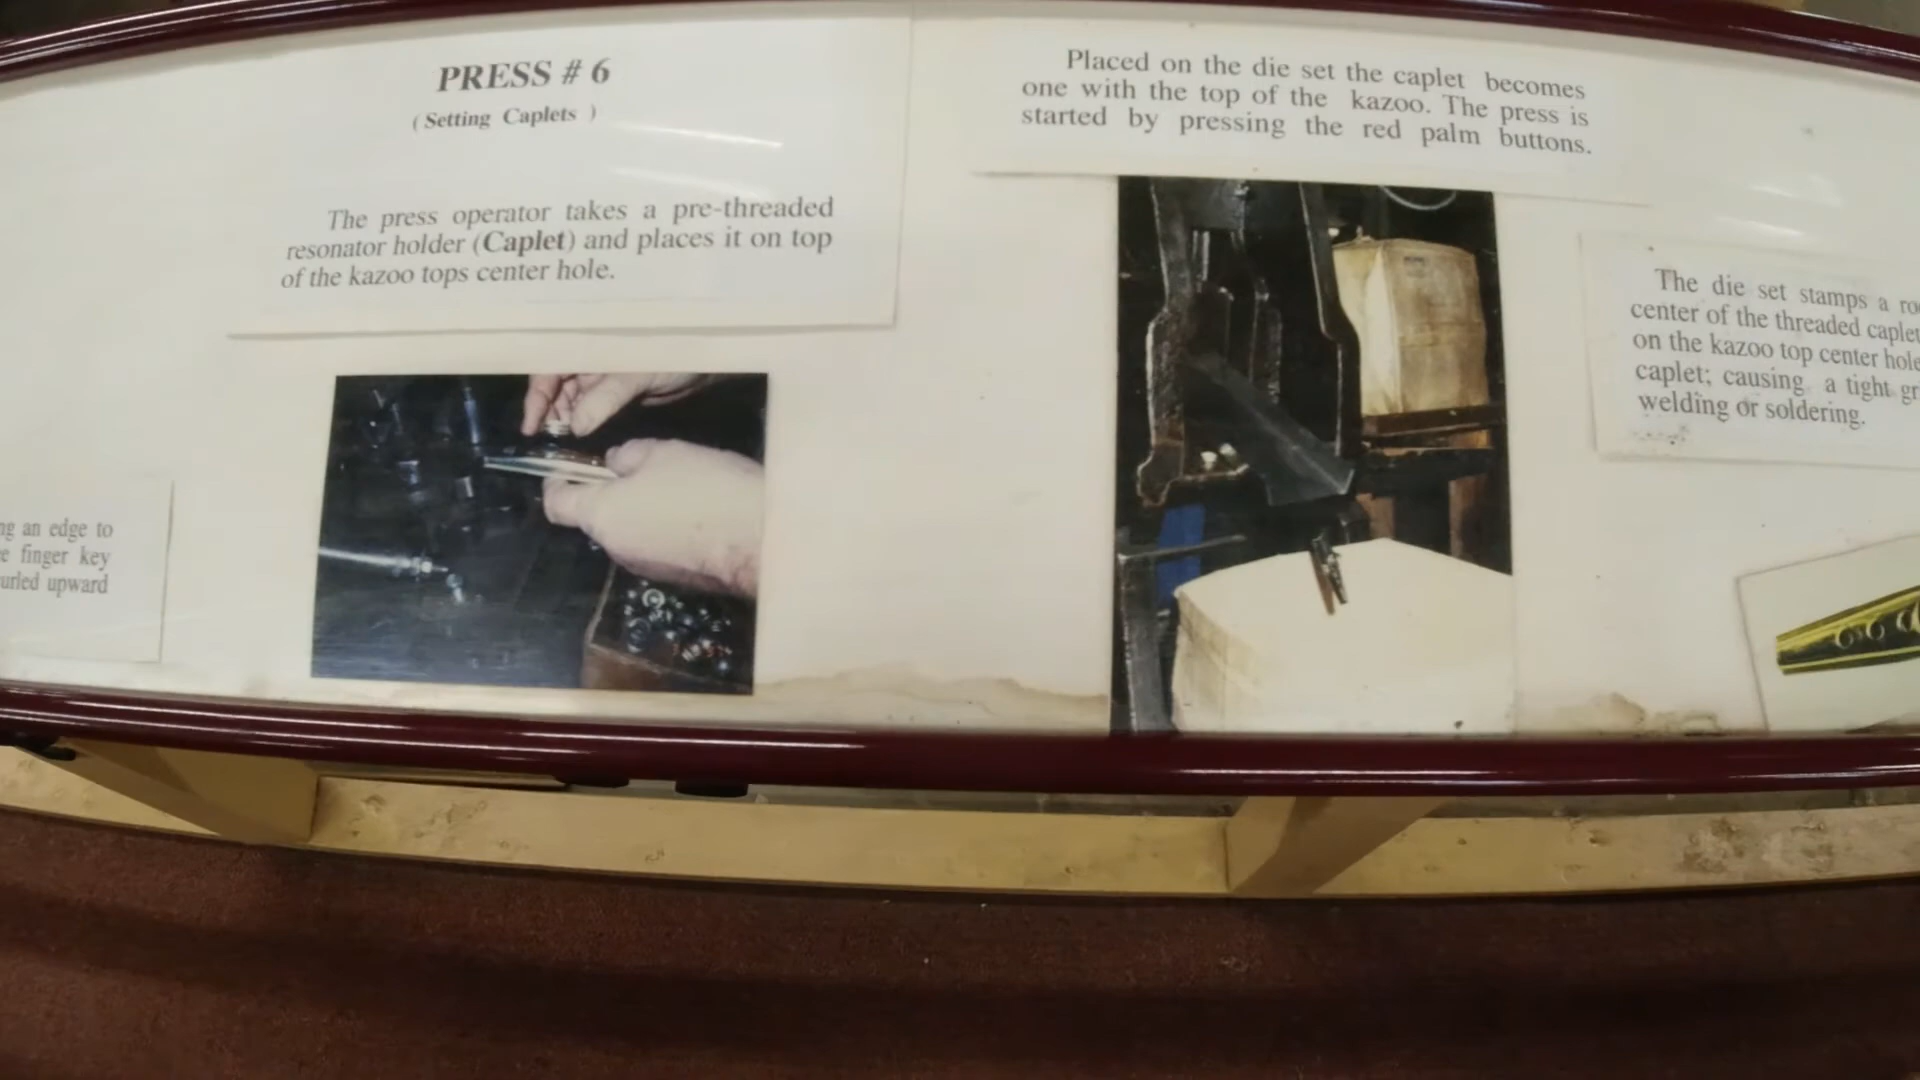 PRESS # 6
( Setting Caplets )
The press operator takes a pre-threaded
resonator holder (Caplet) and places it on top
of the kazoo tops center hole.
Placed on the die set the caplet becomes
one with the top of the kazoo. The press is
started by pressing the red palm buttons.
The die set stamps a
center of the threaded caplet
on the kazoo top center hole
caplet; causing a tight
welding or soldering.
an edge to
finger key
upward